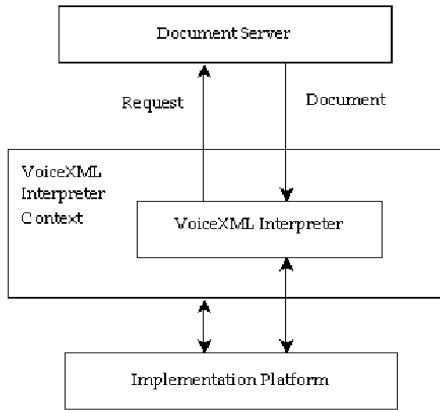 Document Server
Request
Document
VoiceXML
Interpreter
Context
VoiceXML Interpreter
Implementation Platform